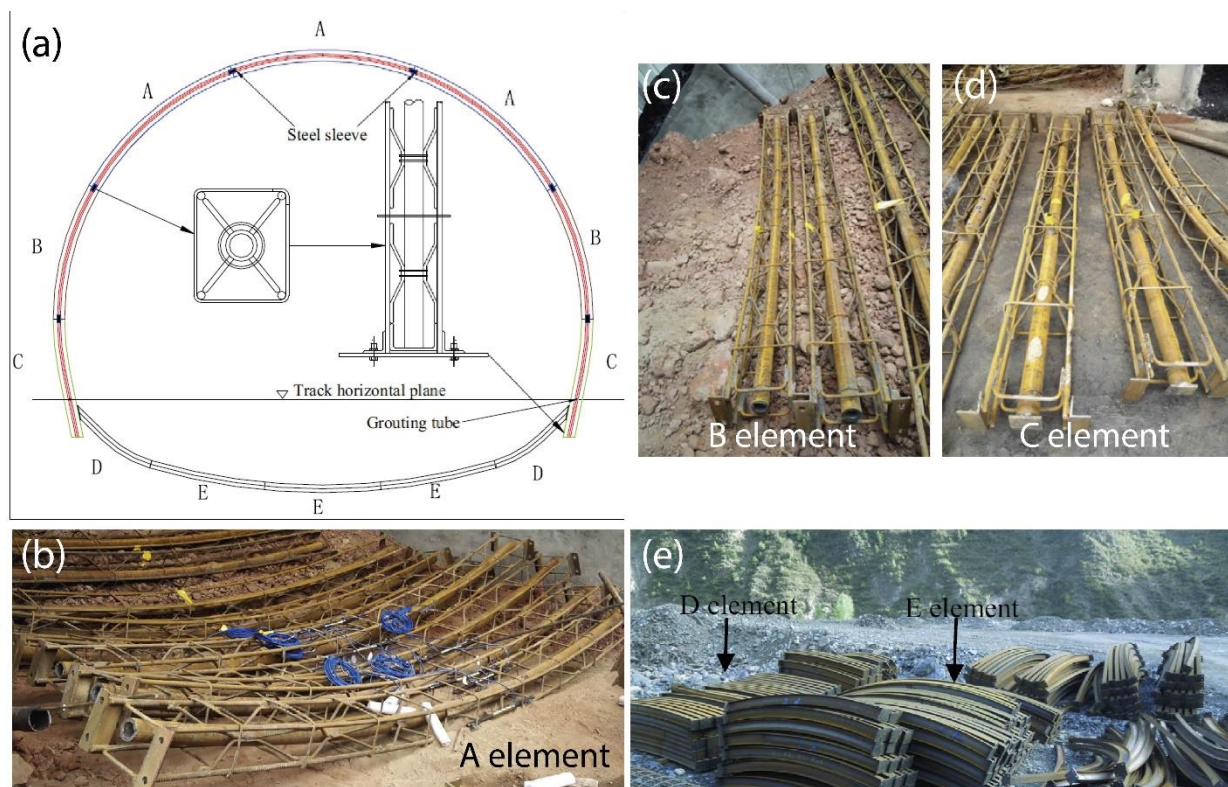 (a)
A
A
A
Steel sleeve
B
B
C
C
Track horizontal plane
Grouting tube
D
D
E
E
E
(b)
A element
(c)
B element
(d)
C element
(e)
D element
E element